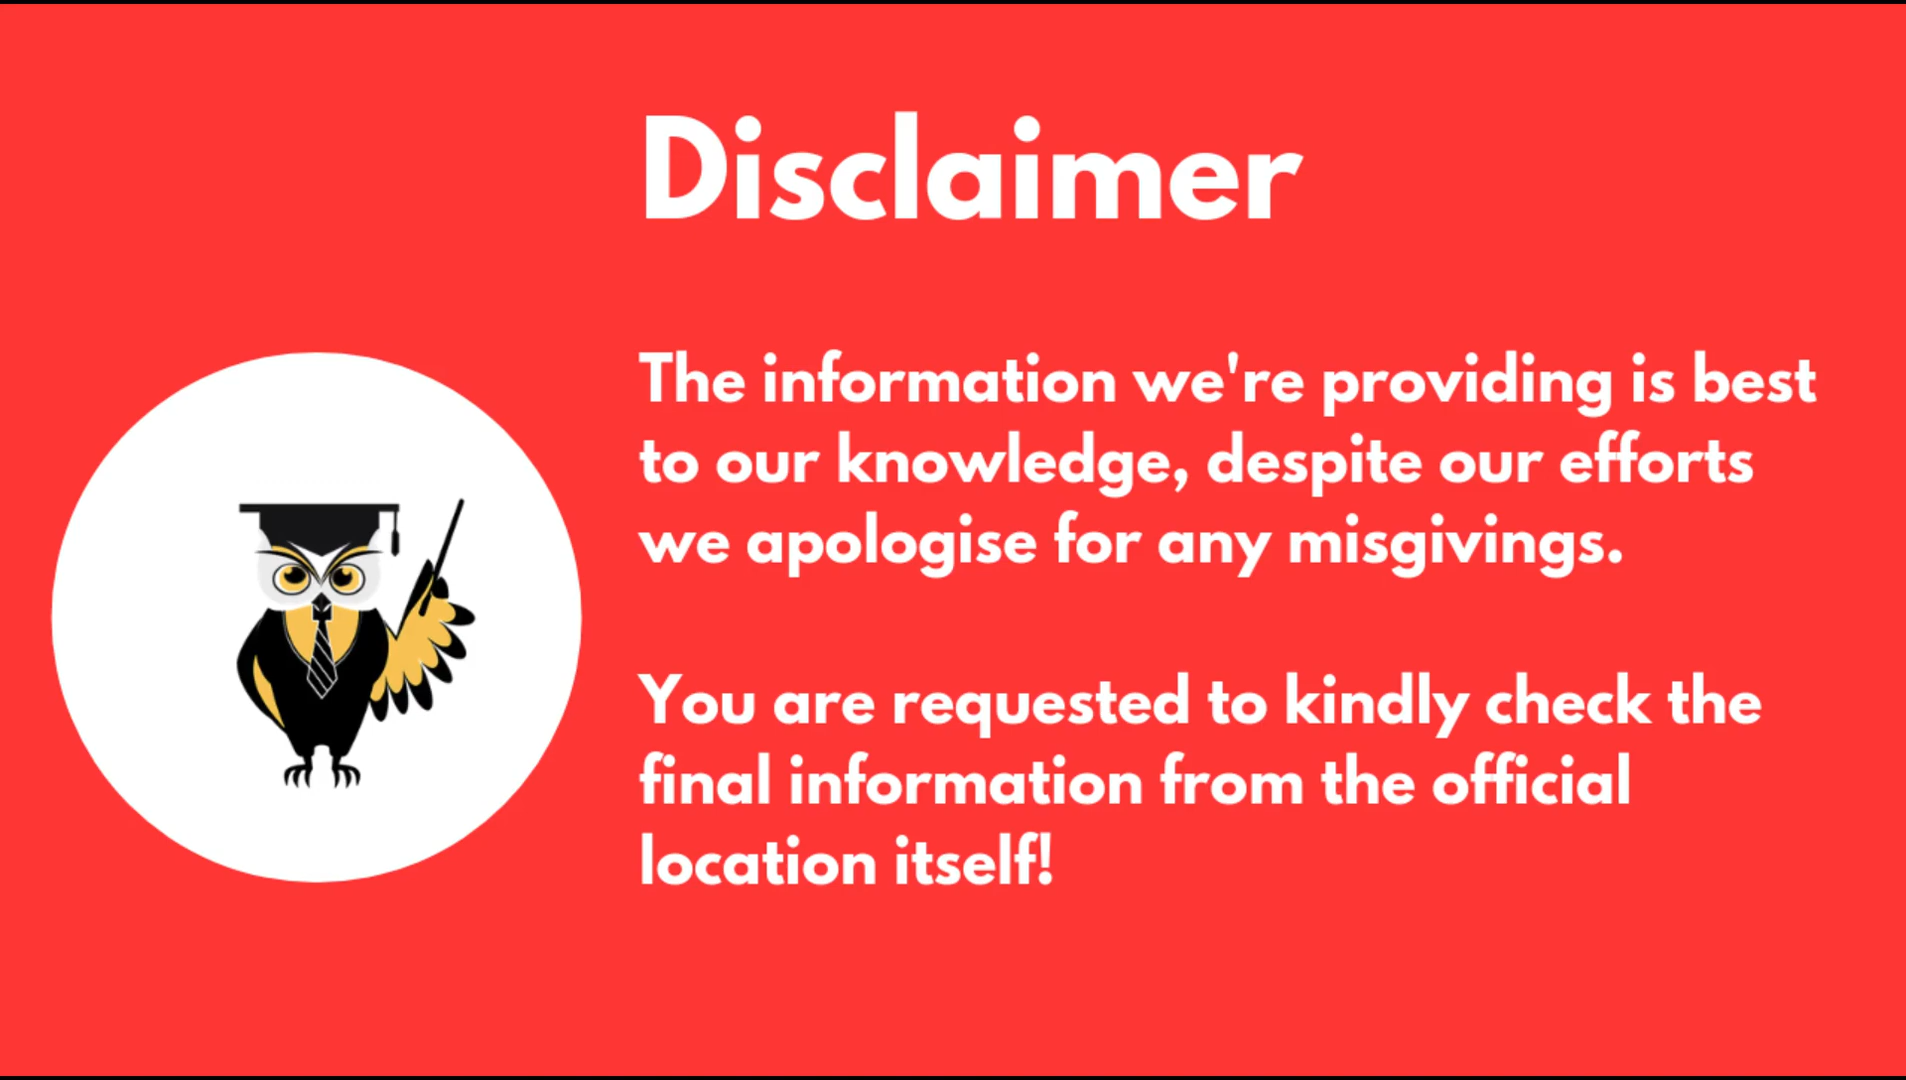 Disclaimer
The information we're providing is best
to our knowledge, despite our efforts
we apologise for any misgivings.
You are requested to kindly check the
final information from the official
location itself!